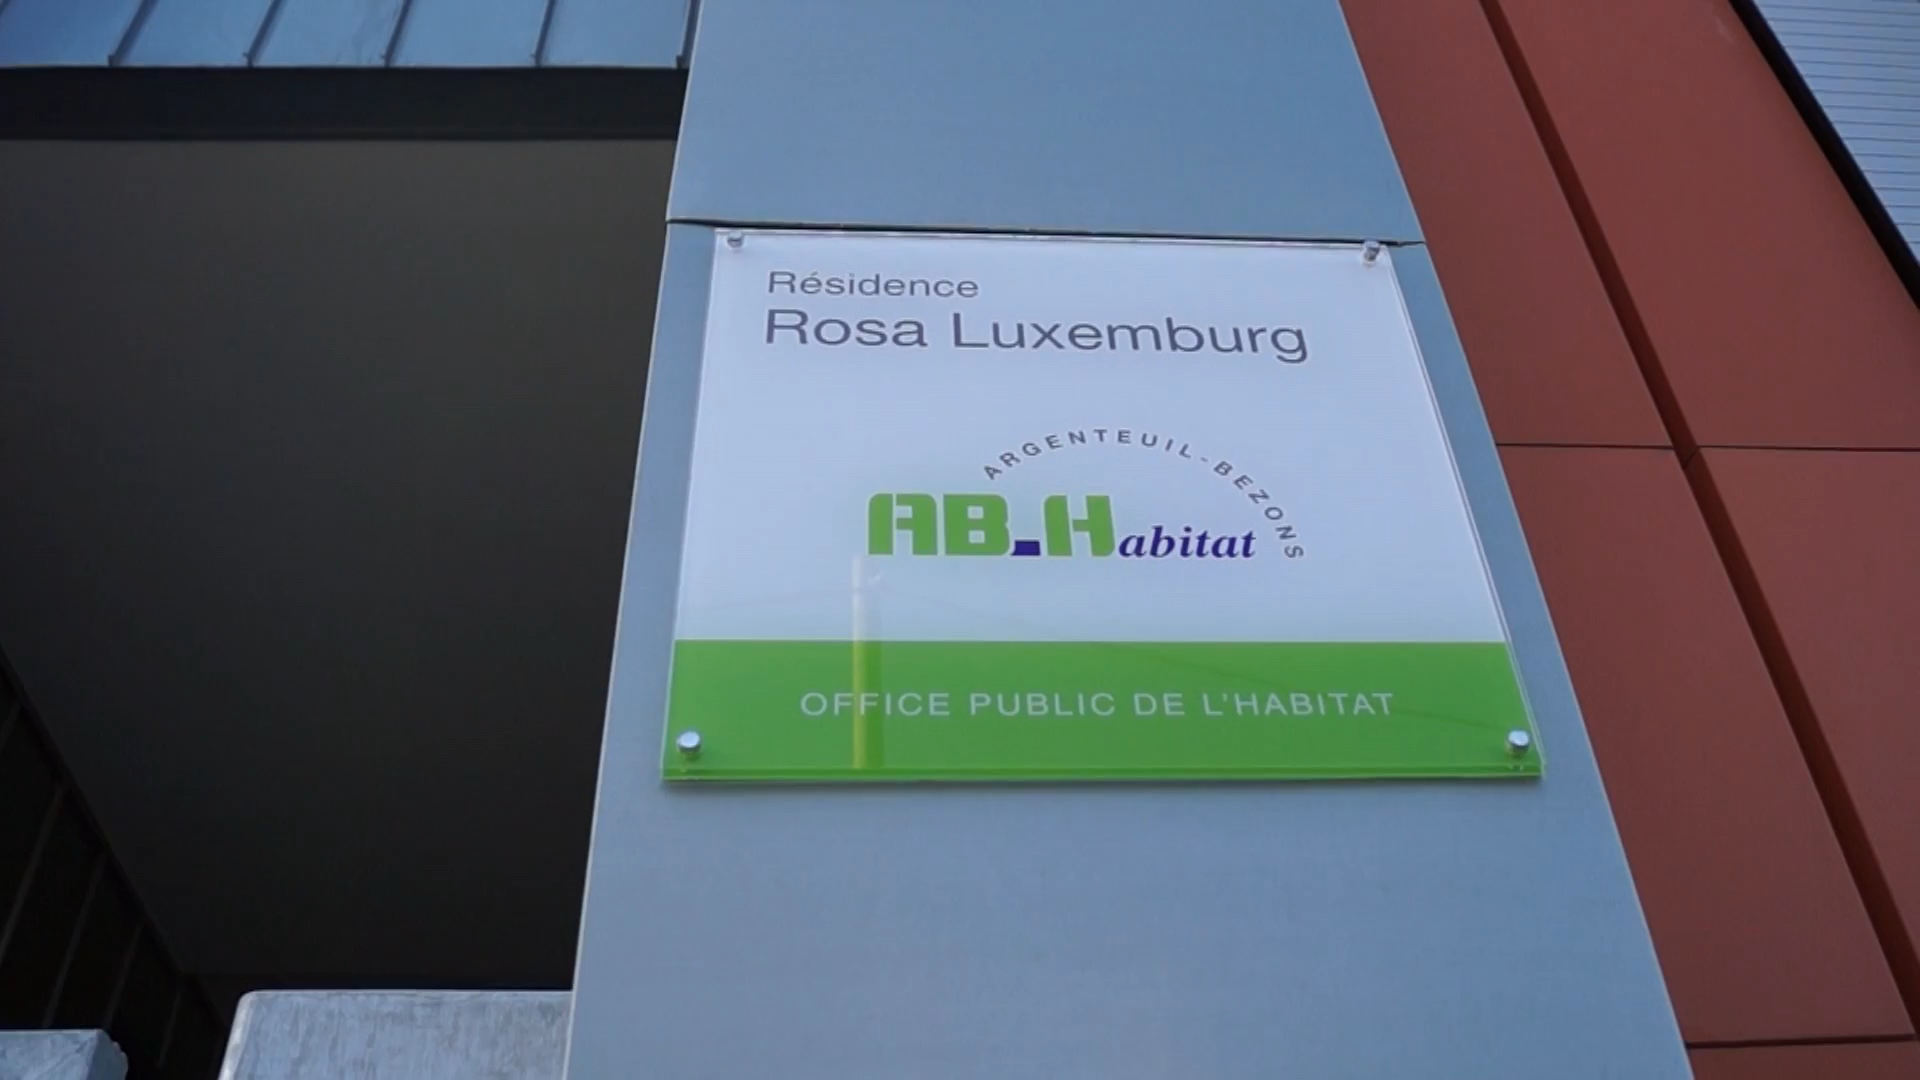 Résidence
Rosa Luxemburg
ARGENTEUIL-BEZONS
AB-Habitat
OFFICE PUBLIC DE L'HABITAT